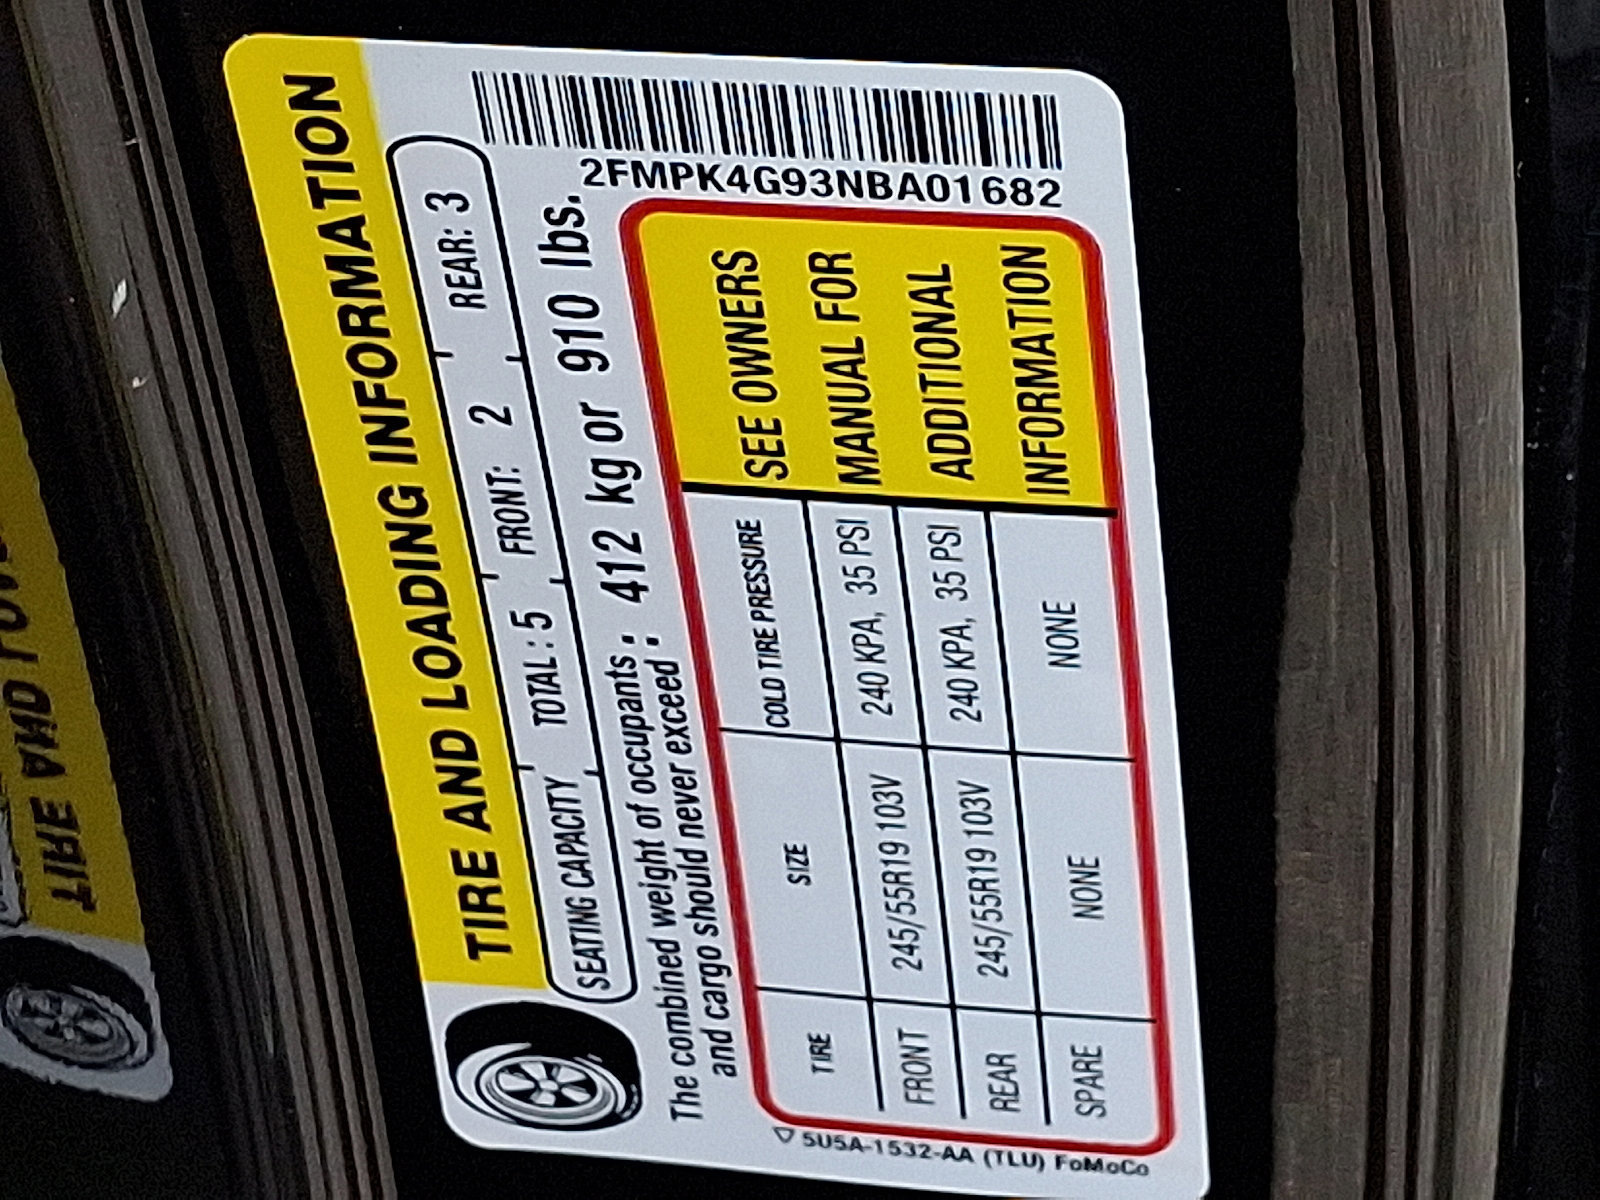 TIRE AND LOADING INFORMATION
SEATING CAPACITY TOTAL: 5 FRONT: 2 REAR: 3
The combined weight of occupants : 412 kg or 910 lbs.
and cargo should never exceed :
2FMPK4G93NBA01682
TIRE SIZE COLD TIRE PRESSURE
FRONT 245/55R19 103V 240 KPA, 35 PSI
REAR 245/55R19 103V 240 KPA, 35 PSI
SPARE NONE NONE
SEE OWNERS
MANUAL FOR
ADDITIONAL
INFORMATION
5U5A-1532-AA (TLU) FoMoCo
TIRE AND